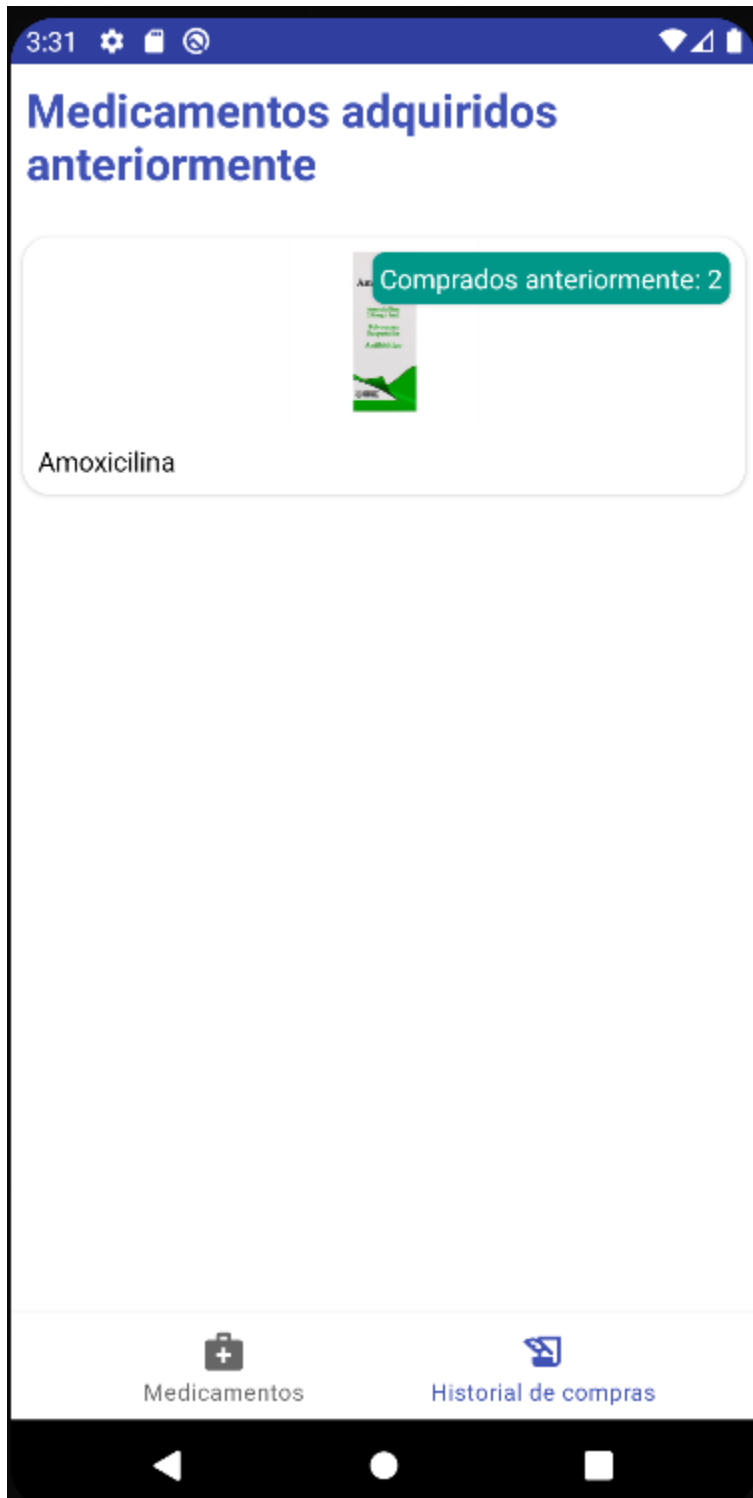 3:31
Medicamentos adquiridos
anteriormente
Comprados anteriormente: 2
Amoxicilina
Medicamentos
Historial de compras